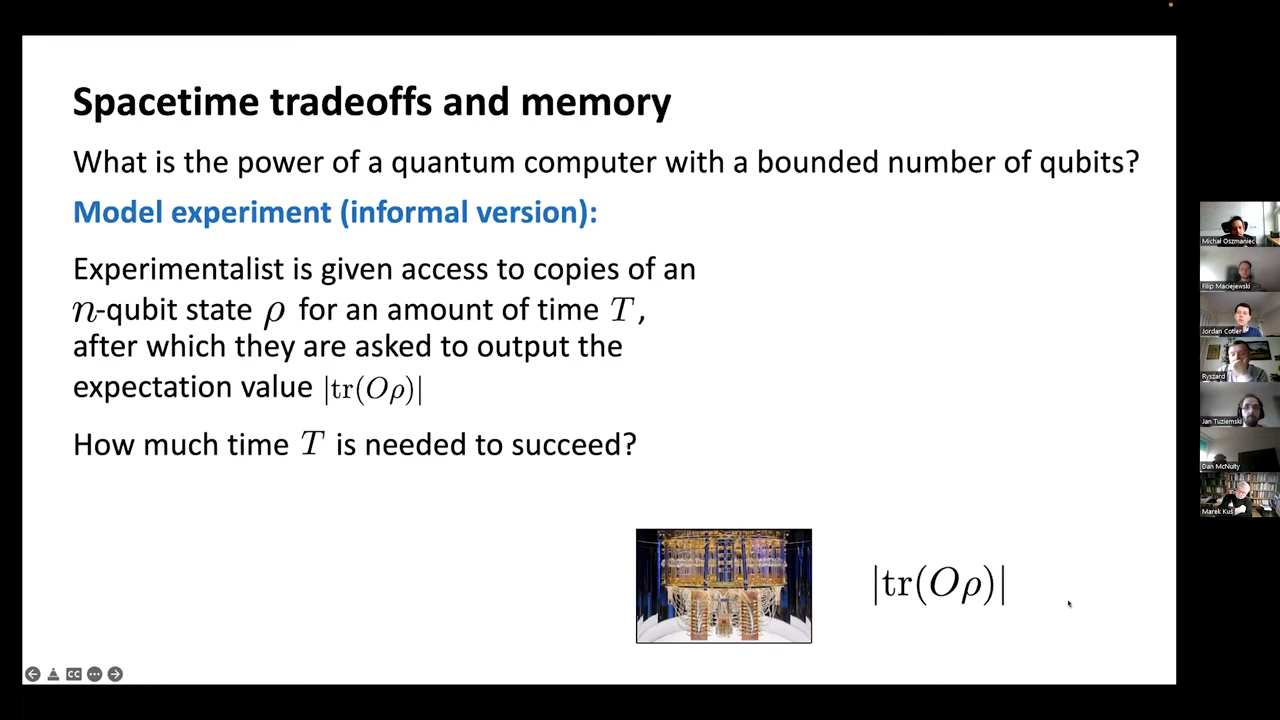 Spacetime tradeoffs and memory
What is the power of a quantum computer with a bounded number of qubits?
Model experiment (informal version):
Experimentalist is given access to copies of an
n-qubit state ρ for an amount of time T,
after which they are asked to output the
expectation value |tr(Oρ)|
How much time T is needed to succeed?
|tr(Oρ)|
CC
Michał Oszmaniec
Filip Maciejewski
Jordan Cotler
Ryszard
Jan Tuziemski
Dan McNulty
Marek Kuś